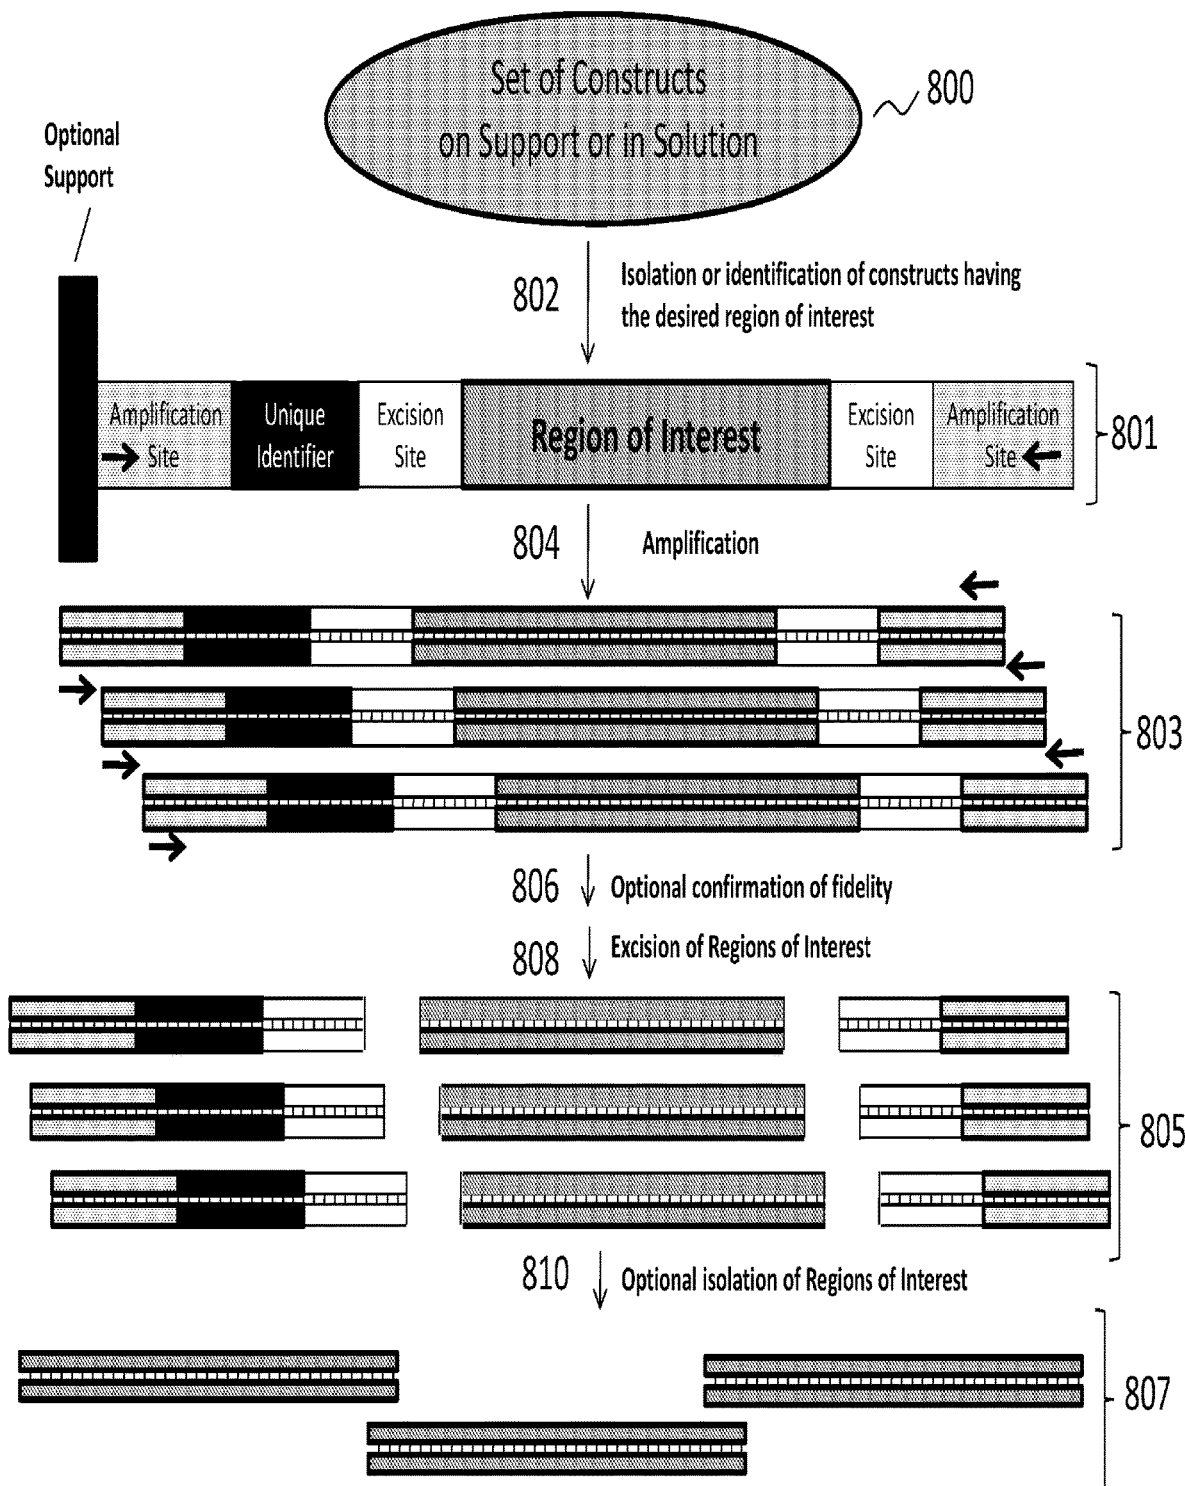 Set of Constructs
on Support or in Solution
800
Optional
Support
802
Isolation or identification of constructs having
the desired region of interest
Amplification
Site
Unique
Identifier
Excision
Site
Region of Interest
Excision
Site
Amplification
Site
801
804
Amplification
803
806
Optional confirmation of fidelity
808
Excision of Regions of Interest
805
810
Optional isolation of Regions of Interest
807